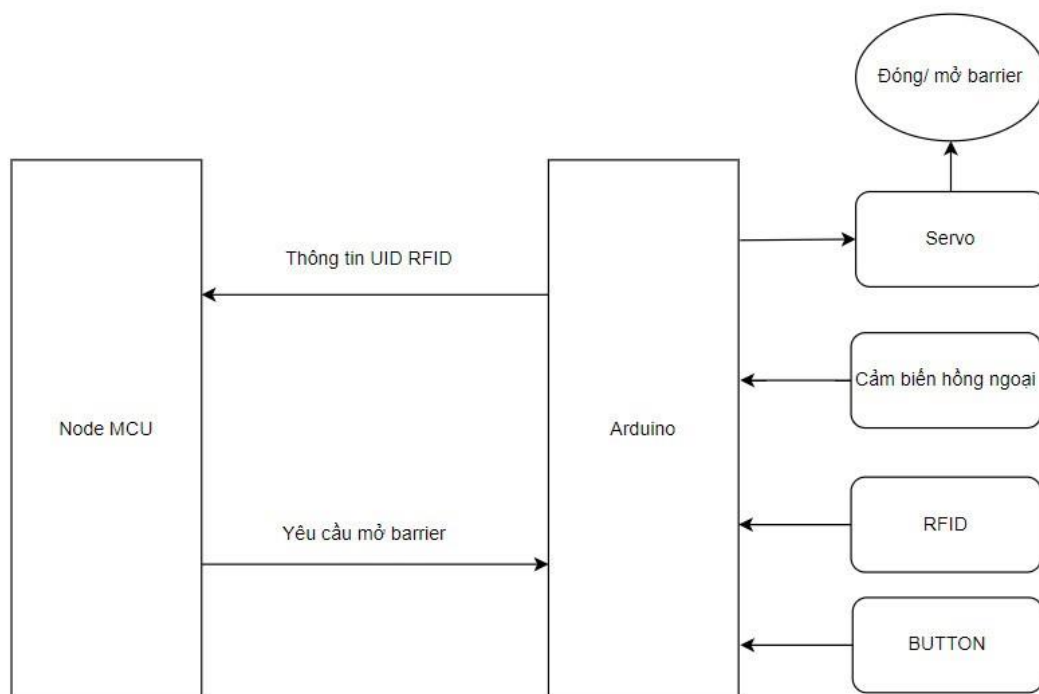 Đóng/ mở barrier
Servo
Thông tin UID RFID
Cảm biến hồng ngoại
Node MCU
Arduino
Yêu cầu mở barrier
RFID
BUTTON